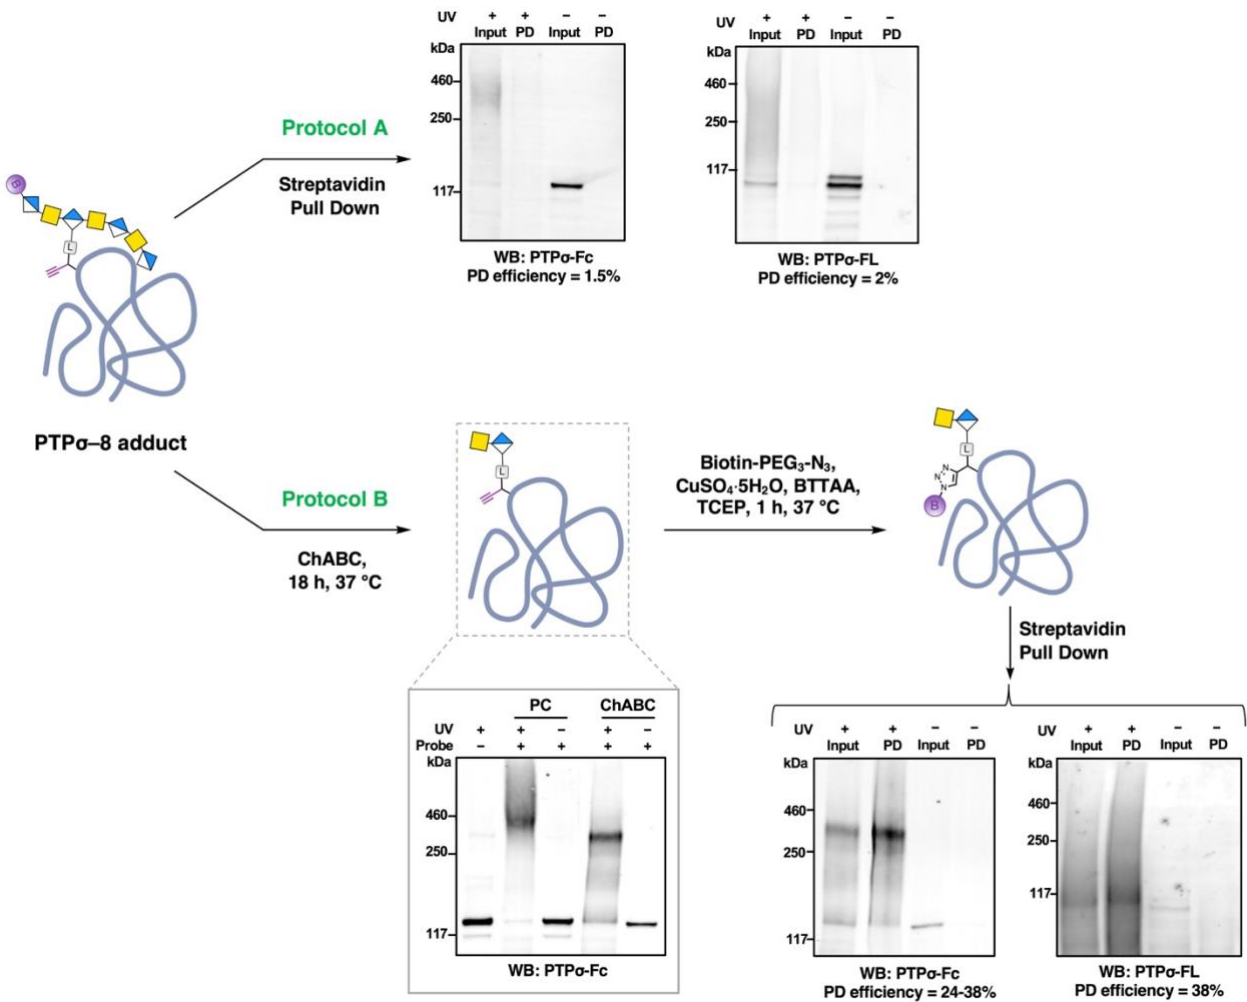 UV + + − −
Input PD Input PD
kDa
460
250
117
WB: PTPσ-Fc
PD efficiency = 1.5%
UV + + − −
Input PD Input PD
kDa
460
250
117
WB: PTPσ-FL
PD efficiency = 2%
Protocol A
Streptavidin
Pull Down
B
L
PTPσ–8 adduct
Protocol B
ChABC,
18 h, 37 °C
L
Biotin-PEG₃-N₃,
CuSO₄·5H₂O, BTTAA,
TCEP, 1 h, 37 °C
L
N
N
N
B
Streptavidin
Pull Down
PC ChABC
UV + + − + −
Probe − + + + +
kDa
460
250
117
WB: PTPσ-Fc
UV + + − −
Input PD Input PD
kDa
460
250
117
WB: PTPσ-Fc
PD efficiency = 24-38%
UV + + − −
Input PD Input PD
kDa
460
250
117
WB: PTPσ-FL
PD efficiency = 38%